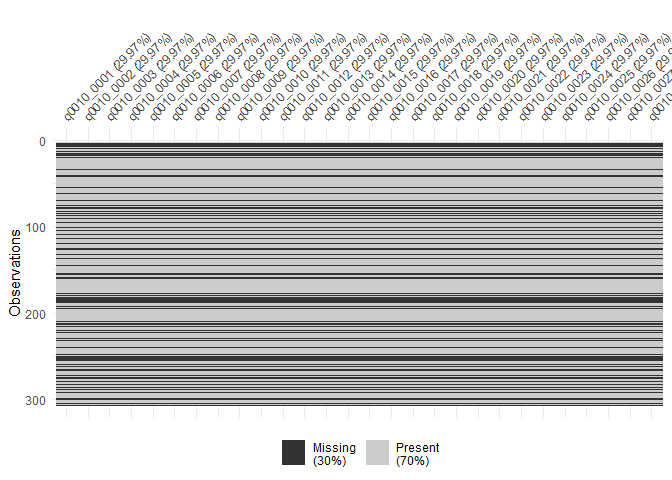 q0010_0001 (29.97%)
q0010_0002 (29.97%)
q0010_0003 (29.97%)
q0010_0004 (29.97%)
q0010_0005 (29.97%)
q0010_0006 (29.97%)
q0010_0007 (29.97%)
q0010_0008 (29.97%)
q0010_0009 (29.97%)
q0010_0010 (29.97%)
q0010_0011 (29.97%)
q0010_0012 (29.97%)
q0010_0013 (29.97%)
q0010_0014 (29.97%)
q0010_0015 (29.97%)
q0010_0016 (29.97%)
q0010_0017 (29.97%)
q0010_0018 (29.97%)
q0010_0019 (29.97%)
q0010_0020 (29.97%)
q0010_0021 (29.97%)
q0010_0022 (29.97%)
q0010_0023 (29.97%)
q0010_0024 (29.97%)
q0010_0025 (29.97%)
q0010_0026
q0010_0027
0
100
200
300
Observations
Missing
(30%)
Present
(70%)